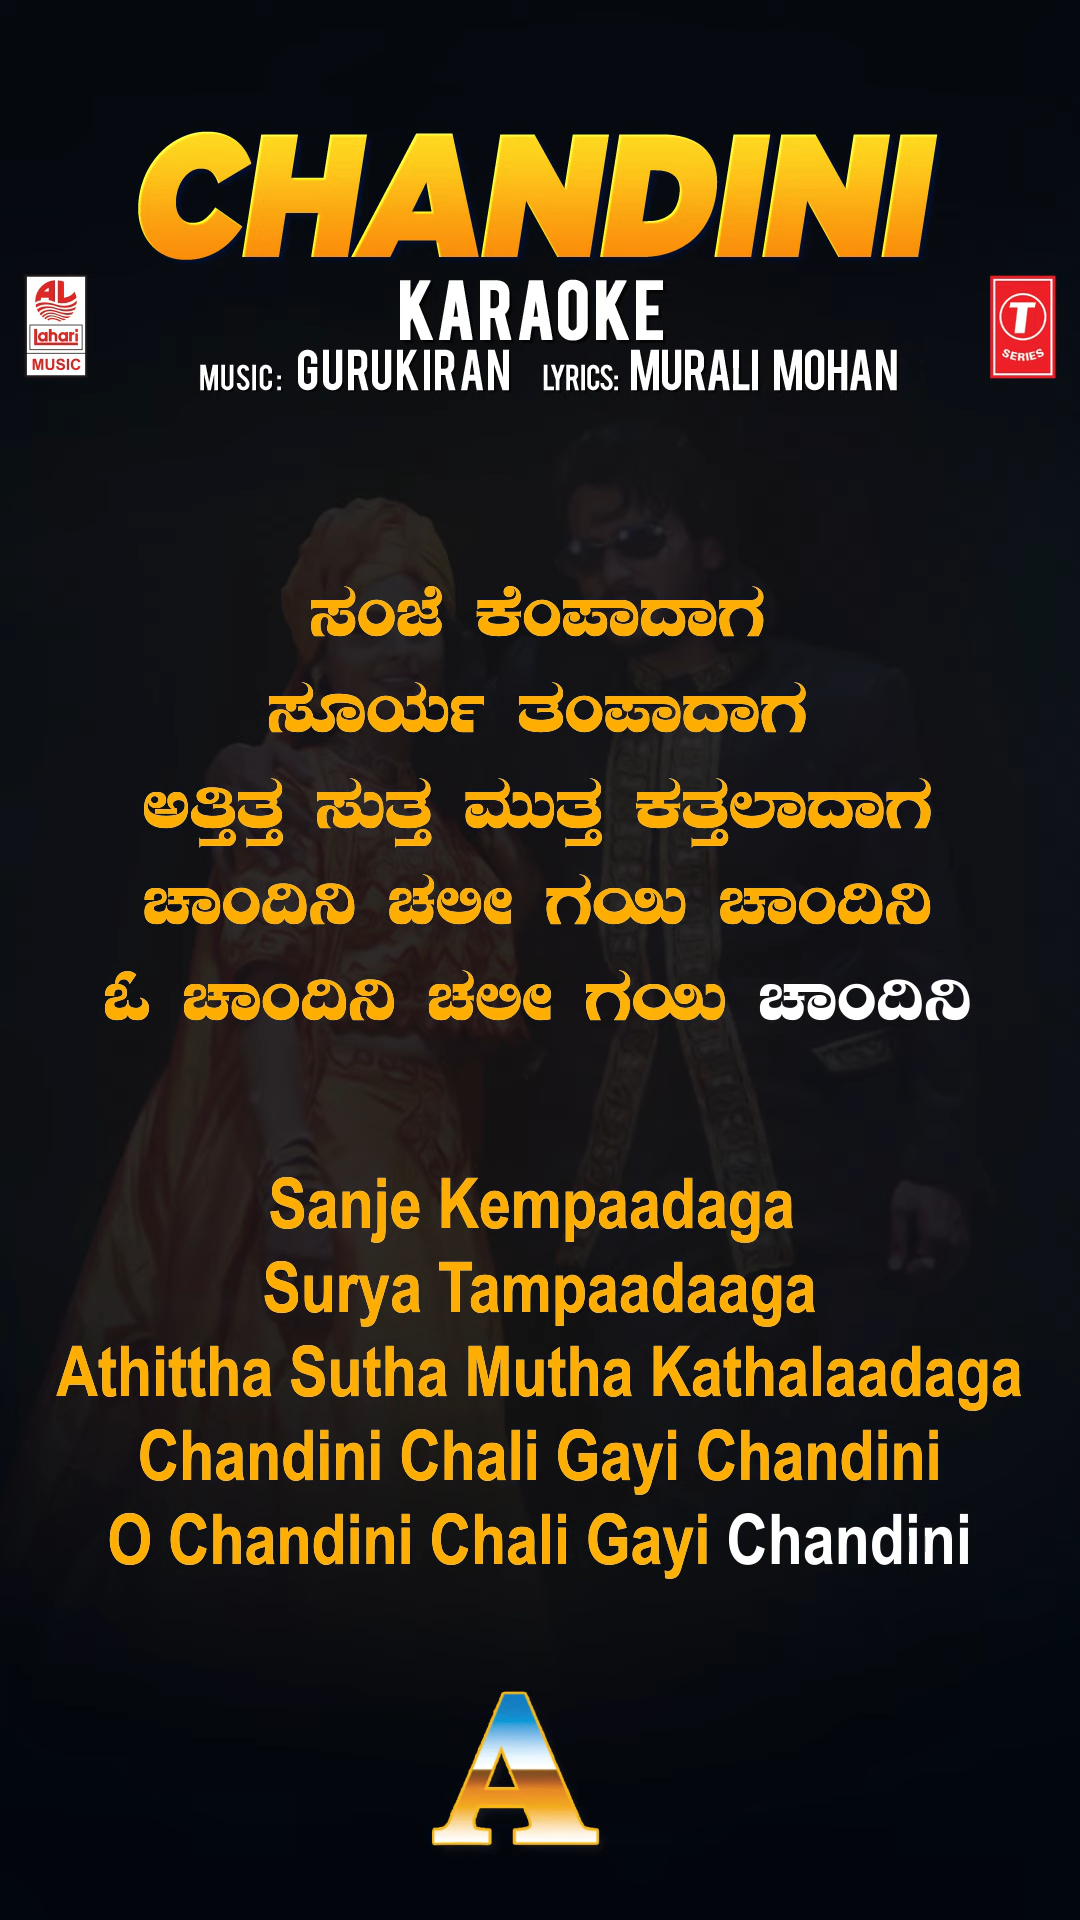 CHANDINI
KARAOKE
MUSIC: GURUKIRAN LYRICS: MURALI MOHAN
AL
lahari
MUSIC
T
SERIES
ಸಂಜೆ ಕೆಂಪಾದಾಗ
ಸೂರ್ಯ ತಂಪಾದಾಗ
ಅತ್ತಿತ್ತ ಸುತ್ತ ಮುತ್ತ ಕತ್ತಲಾದಾಗ
ಚಾಂದಿನಿ ಚಲೀ ಗಯಿ ಚಾಂದಿನಿ
ಓ ಚಾಂದಿನಿ ಚಲೀ ಗಯಿ ಚಾಂದಿನಿ
Sanje Kempaadaga
Surya Tampaadaaga
Athittha Sutha Mutha Kathalaadaga
Chandini Chali Gayi Chandini
O Chandini Chali Gayi Chandini
A